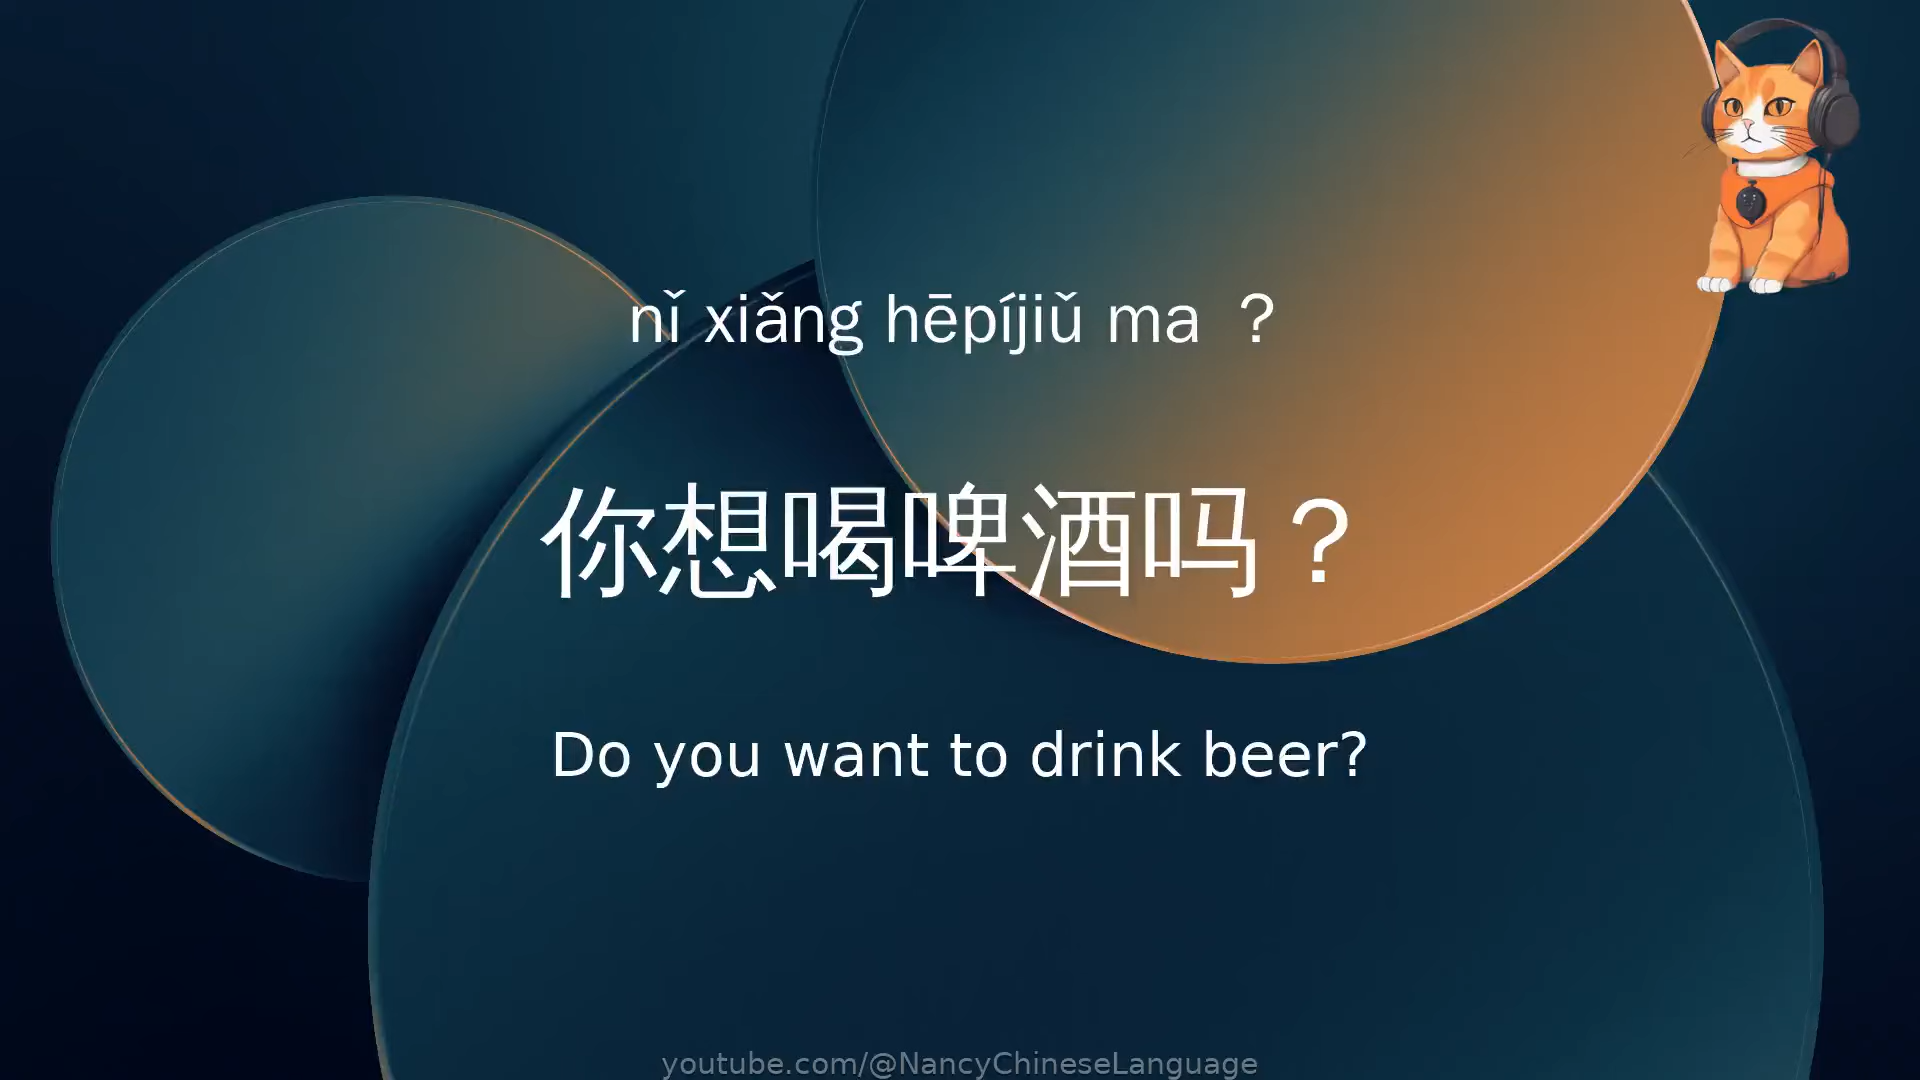 nǐ xiǎng hēpíjiǔ ma ？
你想喝啤酒吗？
Do you want to drink beer?
youtube.com/@NancyChineseLanguage